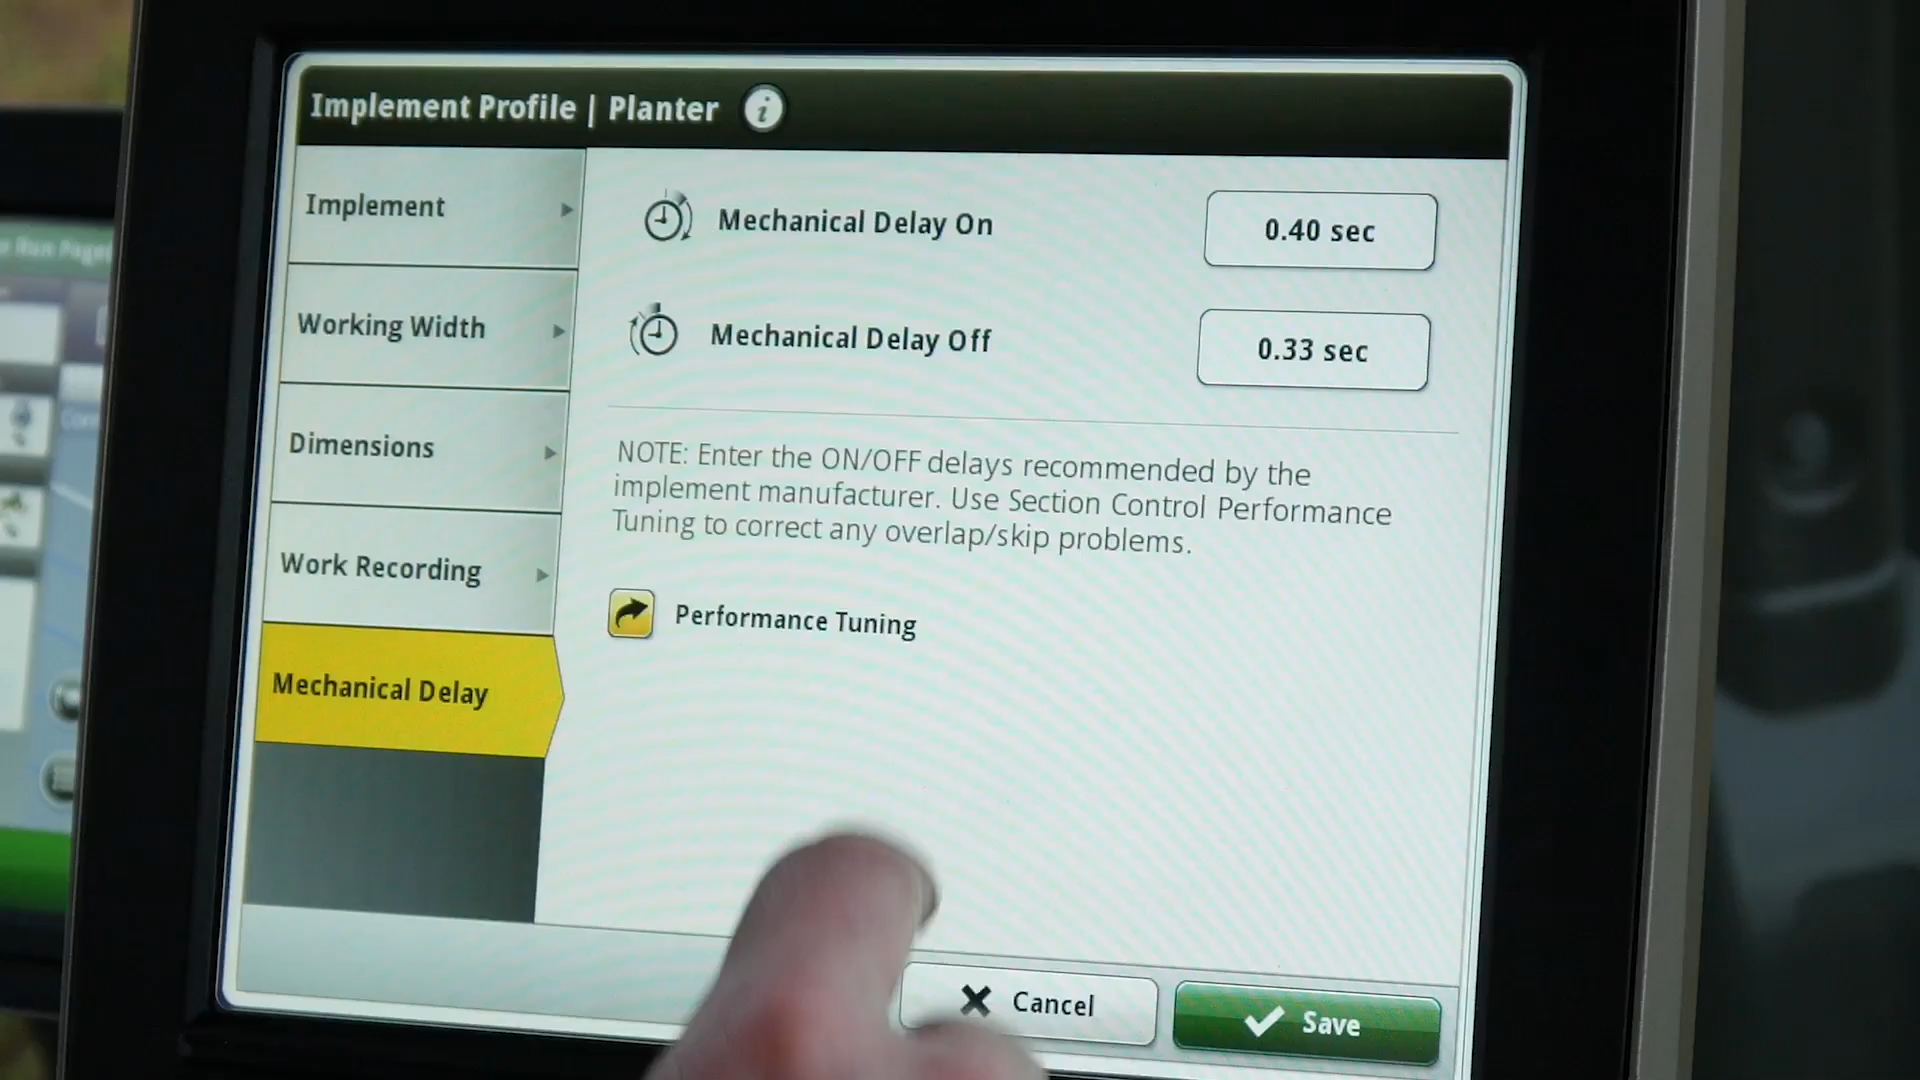 Implement Profile | Planter
Implement
Working Width
Dimensions
Work Recording
Mechanical Delay
Mechanical Delay On
0.40 sec
Mechanical Delay Off
0.33 sec
NOTE: Enter the ON/OFF delays recommended by the
implement manufacturer. Use Section Control Performance
Tuning to correct any overlap/skip problems.
Performance Tuning
Cancel
Save